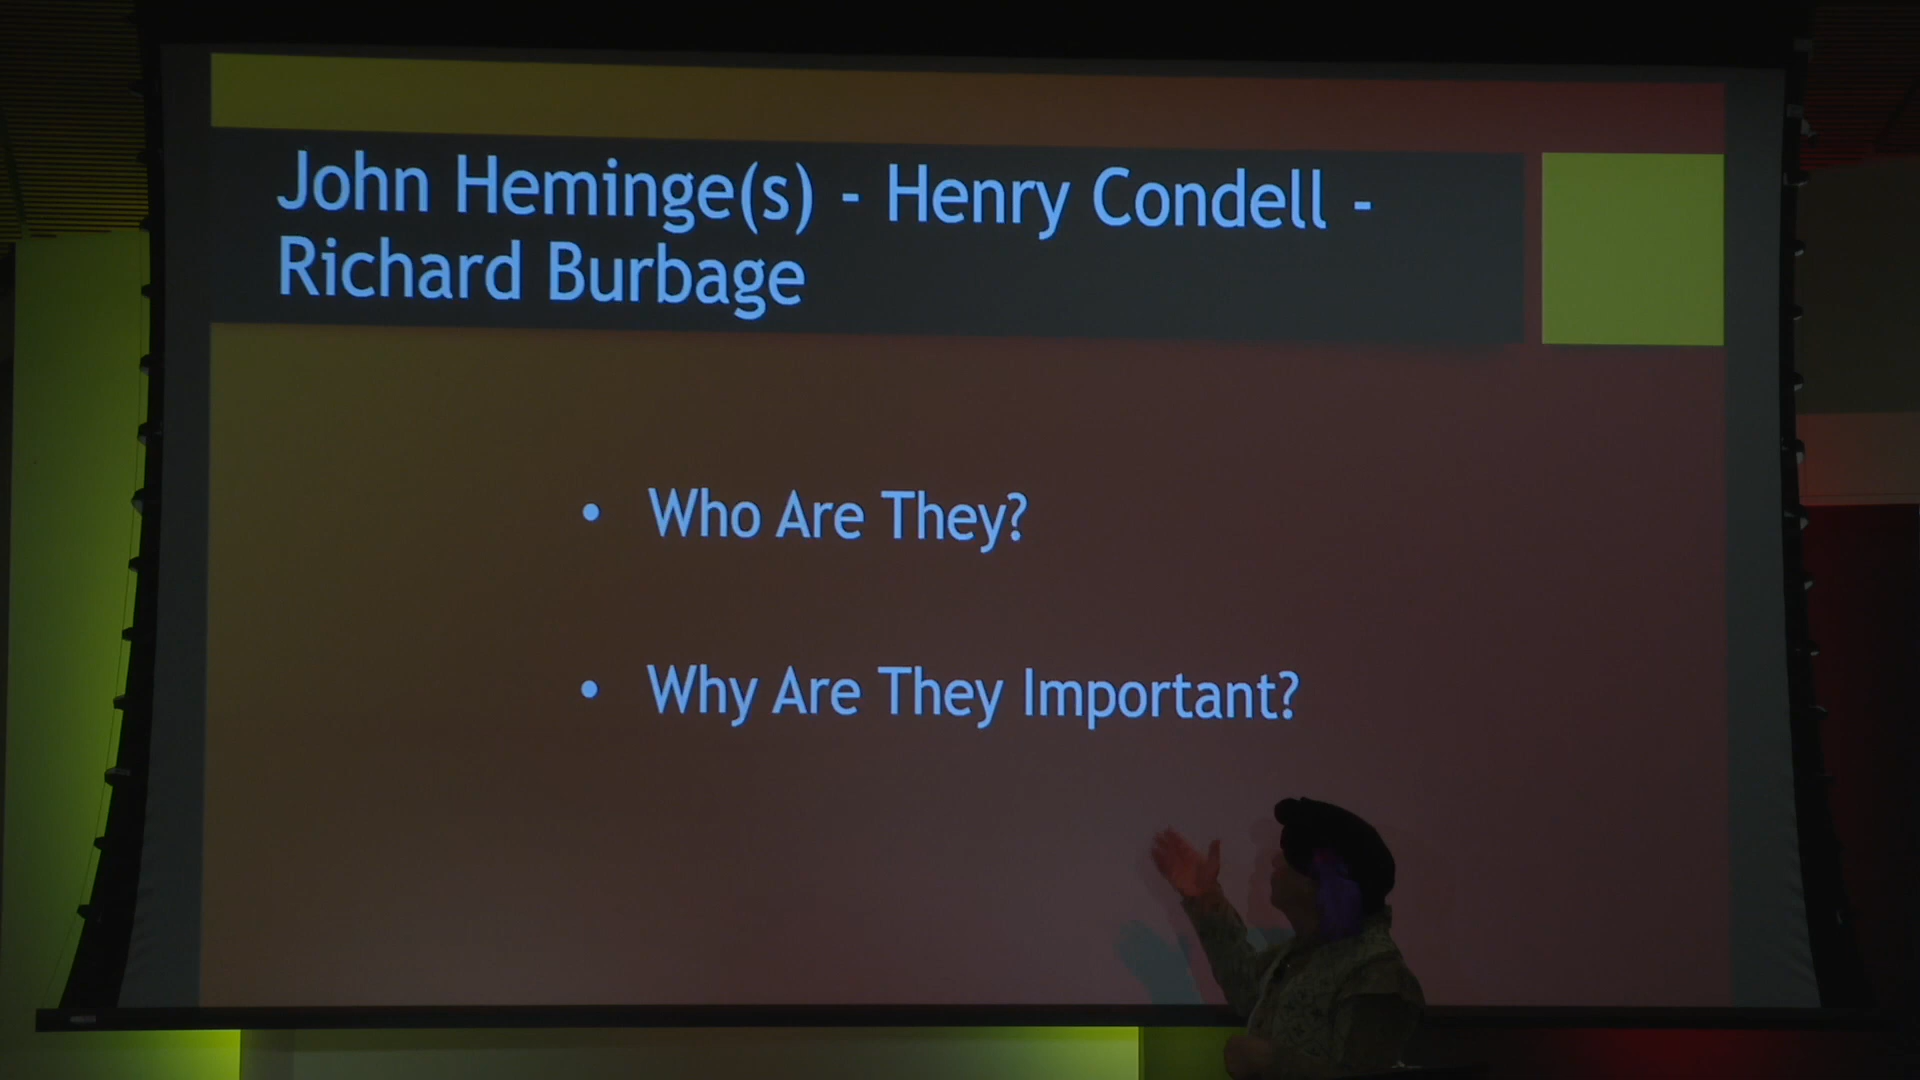 John Heminge(s) - Henry Condell -
Richard Burbage
• Who Are They?
• Why Are They Important?